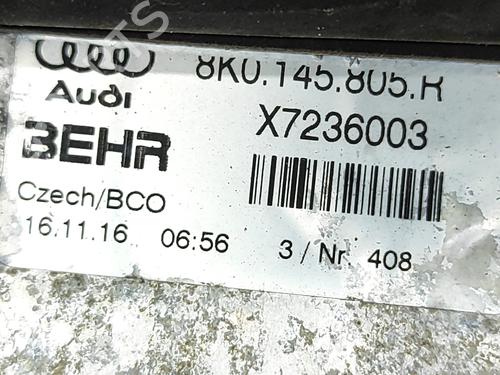 8K0.145.805.R
Audi
X7236003
BEHR
Czech/BCO
16.11.16 06:56 3 / Nr. 408